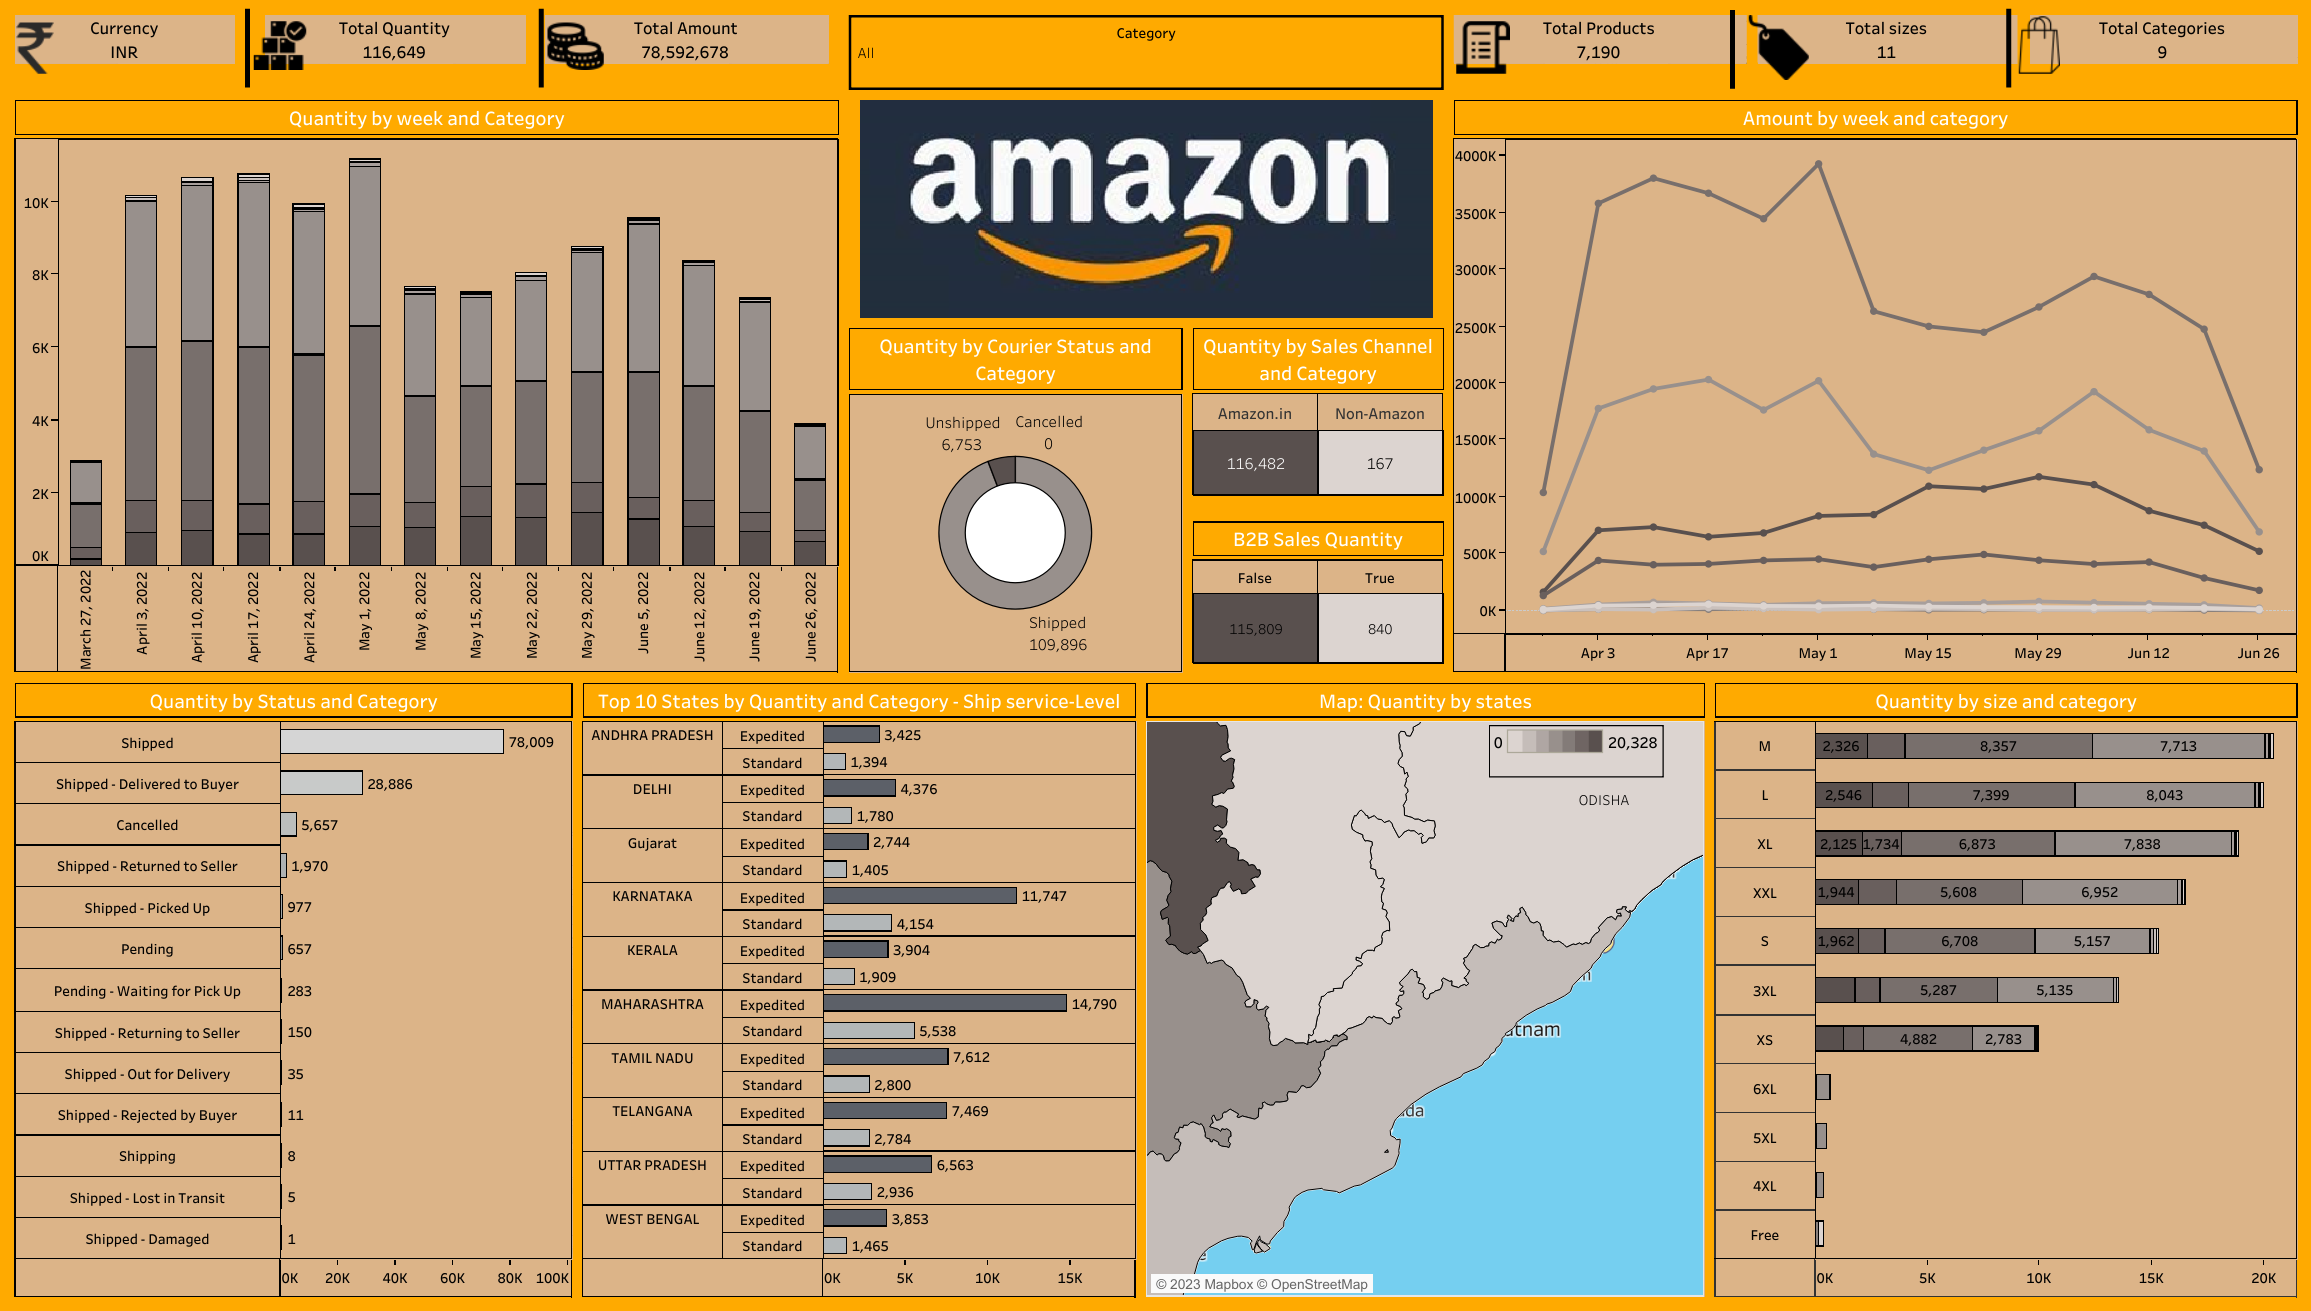 Currency
INR
Total Quantity
116,649
Total Amount
78,592,678
Category
All
Total Products
7,190
Total sizes
11
Total Categories
9
Quantity by week and Category
10K
8K
6K
4K
2K
0K
March 27, 2022
April 3, 2022
April 10, 2022
April 17, 2022
April 24, 2022
May 1, 2022
May 8, 2022
May 15, 2022
May 22, 2022
May 29, 2022
June 5, 2022
June 12, 2022
June 19, 2022
June 26, 2022
amazon
Quantity by Courier Status and
Category
Unshipped
6,753
Cancelled
0
Shipped
109,896
Quantity by Sales Channel
and Category
Amazon.in Non-Amazon
116,482 167
B2B Sales Quantity
False True
115,809 840
Amount by week and category
4000K
3500K
3000K
2500K
2000K
1500K
1000K
500K
0K
Apr 3 Apr 17 May 1 May 15 May 29 Jun 12 Jun 26
Quantity by Status and Category
Shipped 78,009
Shipped - Delivered to Buyer 28,886
Cancelled 5,657
Shipped - Returned to Seller 1,970
Shipped - Picked Up 977
Pending 657
Pending - Waiting for Pick Up 283
Shipped - Returning to Seller 150
Shipped - Out for Delivery 35
Shipped - Rejected by Buyer 11
Shipping 8
Shipped - Lost in Transit 5
Shipped - Damaged 1
0K 20K 40K 60K 80K 100K
Top 10 States by Quantity and Category - Ship service-Level
ANDHRA PRADESH Expedited 3,425
Standard 1,394
DELHI Expedited 4,376
Standard 1,780
Gujarat Expedited 2,744
Standard 1,405
KARNATAKA Expedited 11,747
Standard 4,154
KERALA Expedited 3,904
Standard 1,909
MAHARASHTRA Expedited 14,790
Standard 5,538
TAMIL NADU Expedited 7,612
Standard 2,800
TELANGANA Expedited 7,469
Standard 2,784
UTTAR PRADESH Expedited 6,563
Standard 2,936
WEST BENGAL Expedited 3,853
Standard 1,465
0K 5K 10K 15K
Map: Quantity by states
0 20,328
ODISHA
© 2023 Mapbox © OpenStreetMap
Quantity by size and category
M 2,326 8,357 7,713
L 2,546 7,399 8,043
XL 2,125 1,734 6,873 7,838
XXL 1,944 5,608 6,952
S 1,962 6,708 5,157
3XL 5,287 5,135
XS 4,882 2,783
6XL
5XL
4XL
Free
0K 5K 10K 15K 20K